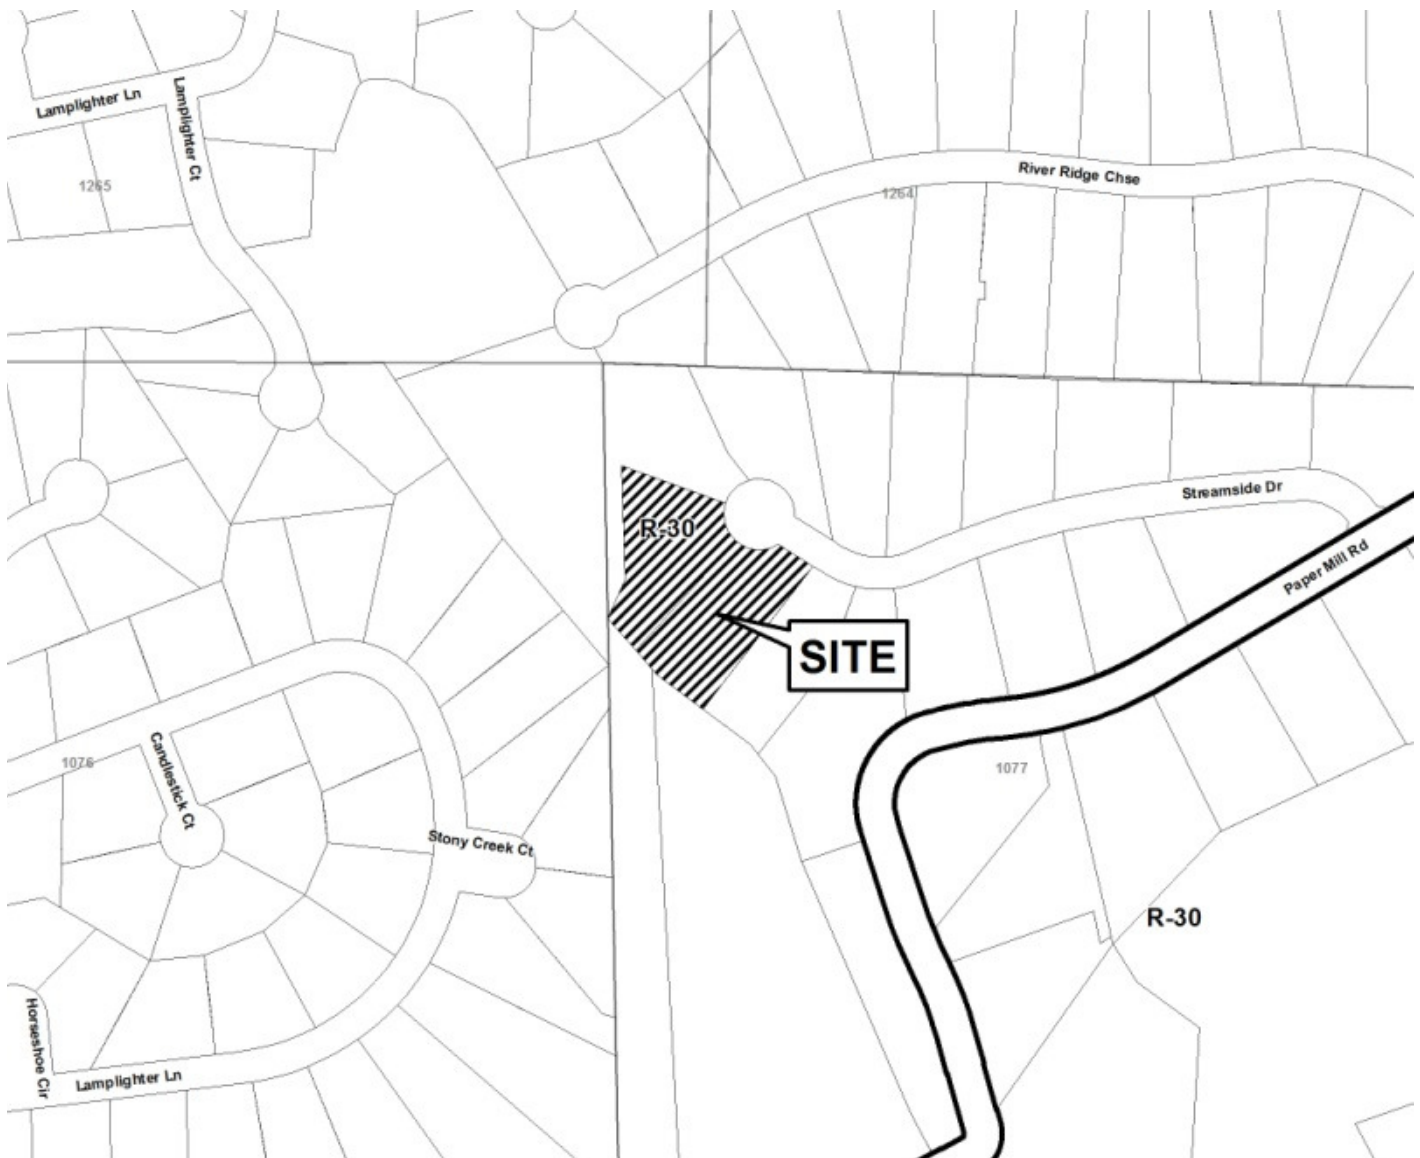 Lamplighter Ln
Lamplighter Ct
1265
River Ridge Chse
1264
Streamside Dr
R-30
Paper Mill Rd
SITE
Candlestick Ct
1076
1077
Stony Creek Ct
R-30
Horseshoe Cir
Lamplighter Ln